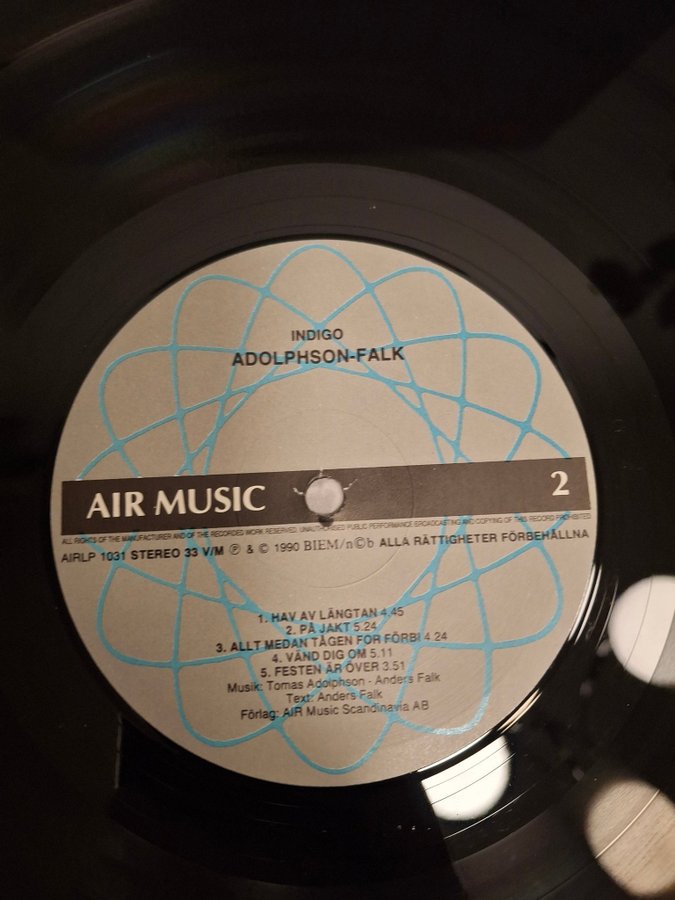 INDIGO
ADOLPHSON-FALK
AIR MUSIC 2
ALL RIGHTS OF THE MANUFACTURER AND OF THE RECORDED WORK RESERVED. UNAUTHORISED PUBLIC PERFORMANCE BROADCASTING AND COPYING OF THIS RECORD PROHIBITED
AIRLP 1031 STEREO 33 V/M ℗ & © 1990 BIEM/n©b ALLA RÄTTIGHETER FÖRBEHÅLLNA
1. HAV AV LÄNGTAN 4.45
2. PÅ JAKT 5.24
3. ALLT MEDAN TÅGEN FOR FÖRBI 4.24
4. VÄND DIG OM 5.11
5. FESTEN ÄR ÖVER 3.51
Musik: Tomas Adolphson - Anders Falk
Text: Anders Falk
Förlag: AIR Music Scandinavia AB